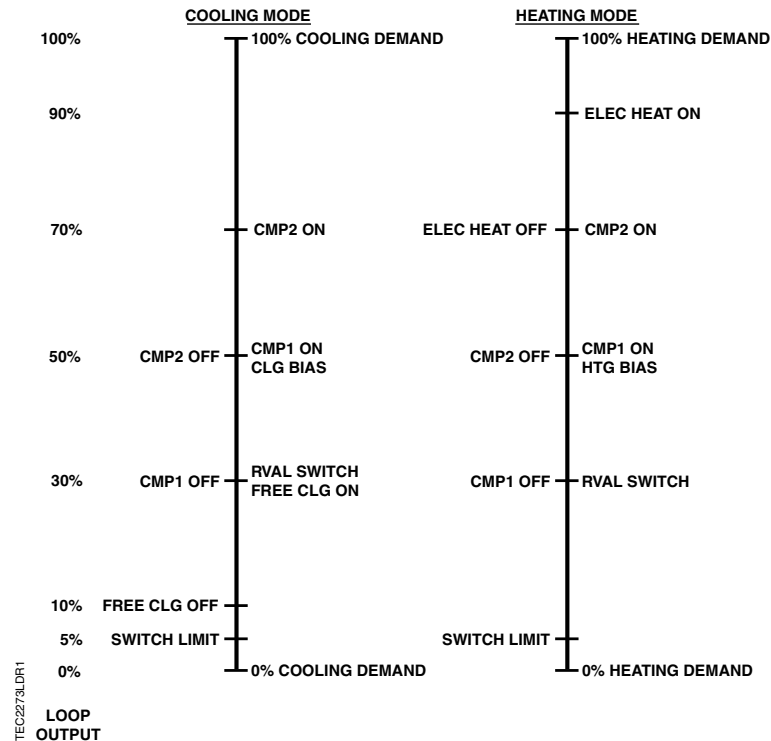 COOLING MODE HEATING MODE
100% 100% COOLING DEMAND 100% HEATING DEMAND
90% ELEC HEAT ON
70% CMP2 ON ELEC HEAT OFF CMP2 ON
50% CMP2 OFF CMP1 ON CMP2 OFF CMP1 ON
CLG BIAS HTG BIAS
30% CMP1 OFF RVAL SWITCH CMP1 OFF RVAL SWITCH
FREE CLG ON
10% FREE CLG OFF
5% SWITCH LIMIT SWITCH LIMIT
0% 0% COOLING DEMAND 0% HEATING DEMAND
LOOP
OUTPUT
TEC2273LDR1